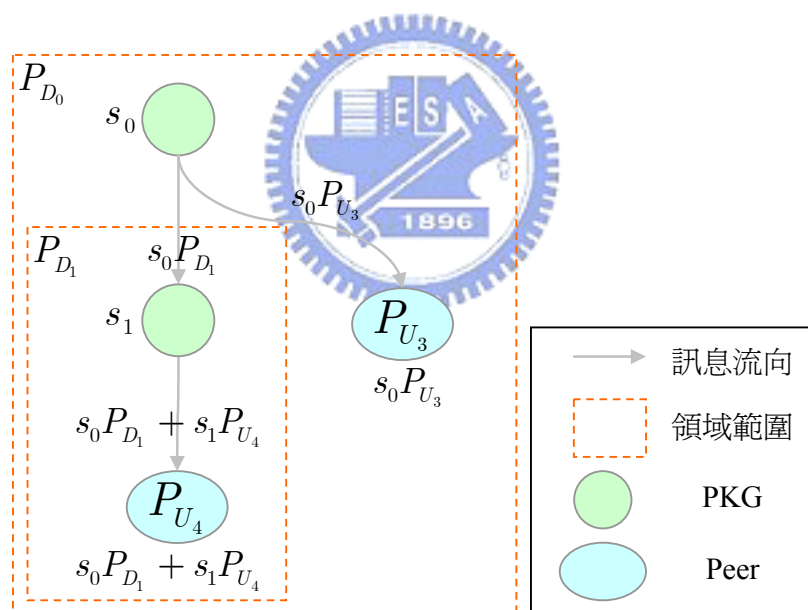 P_{D_0}
s_0
E S A
s_0P_{U_3}
1896
P_{D_1}
s_0P_{D_1}
s_1
P_{U_3}
s_0P_{U_3}
s_0P_{D_1} + s_1P_{U_4}
P_{U_4}
s_0P_{D_1} + s_1P_{U_4}
訊息流向
領域範圍
PKG
Peer